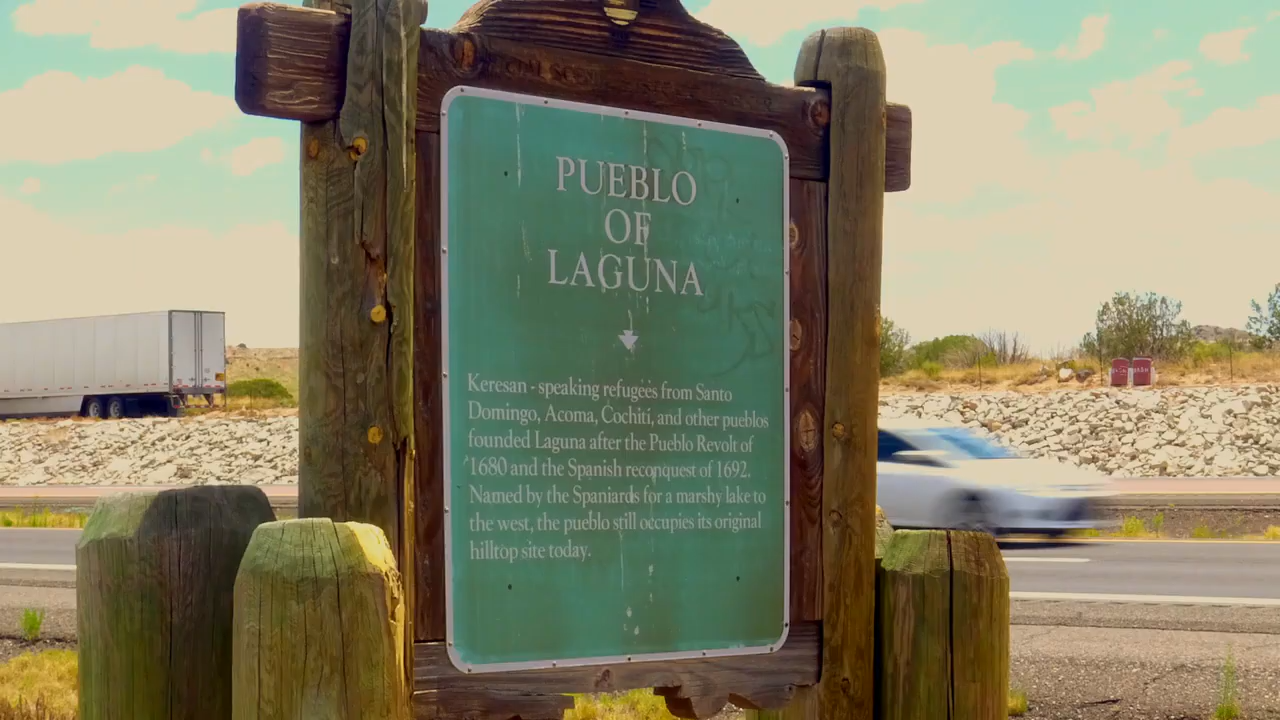 PUEBLO
OF
LAGUNA
Keresan - speaking refugees from Santo
Domingo, Acoma, Cochiti, and other pueblos
founded Laguna after the Pueblo Revolt of
1680 and the Spanish reconquest of 1692.
Named by the Spaniards for a marshy lake to
the west, the pueblo still occupies its original
hilltop site today.